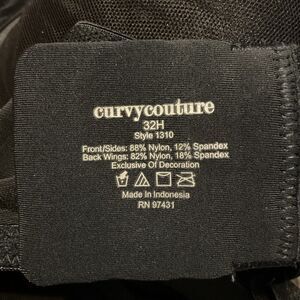 curvycouture
32H
Style 1310
Front/Sides: 88% Nylon, 12% Spandex
Back Wings: 82% Nylon, 18% Spandex
Exclusive Of Decoration
Made In Indonesia
RN 97431